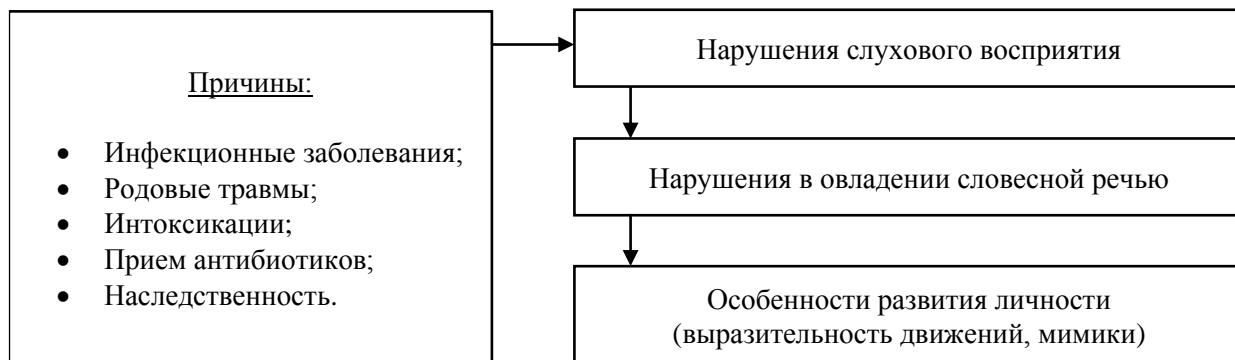 Причины:
• Инфекционные заболевания;
• Родовые травмы;
• Интоксикации;
• Прием антибиотиков;
• Наследственность.
Нарушения слухового восприятия
Нарушения в овладении словесной речью
Особенности развития личности
(выразительность движений, мимики)